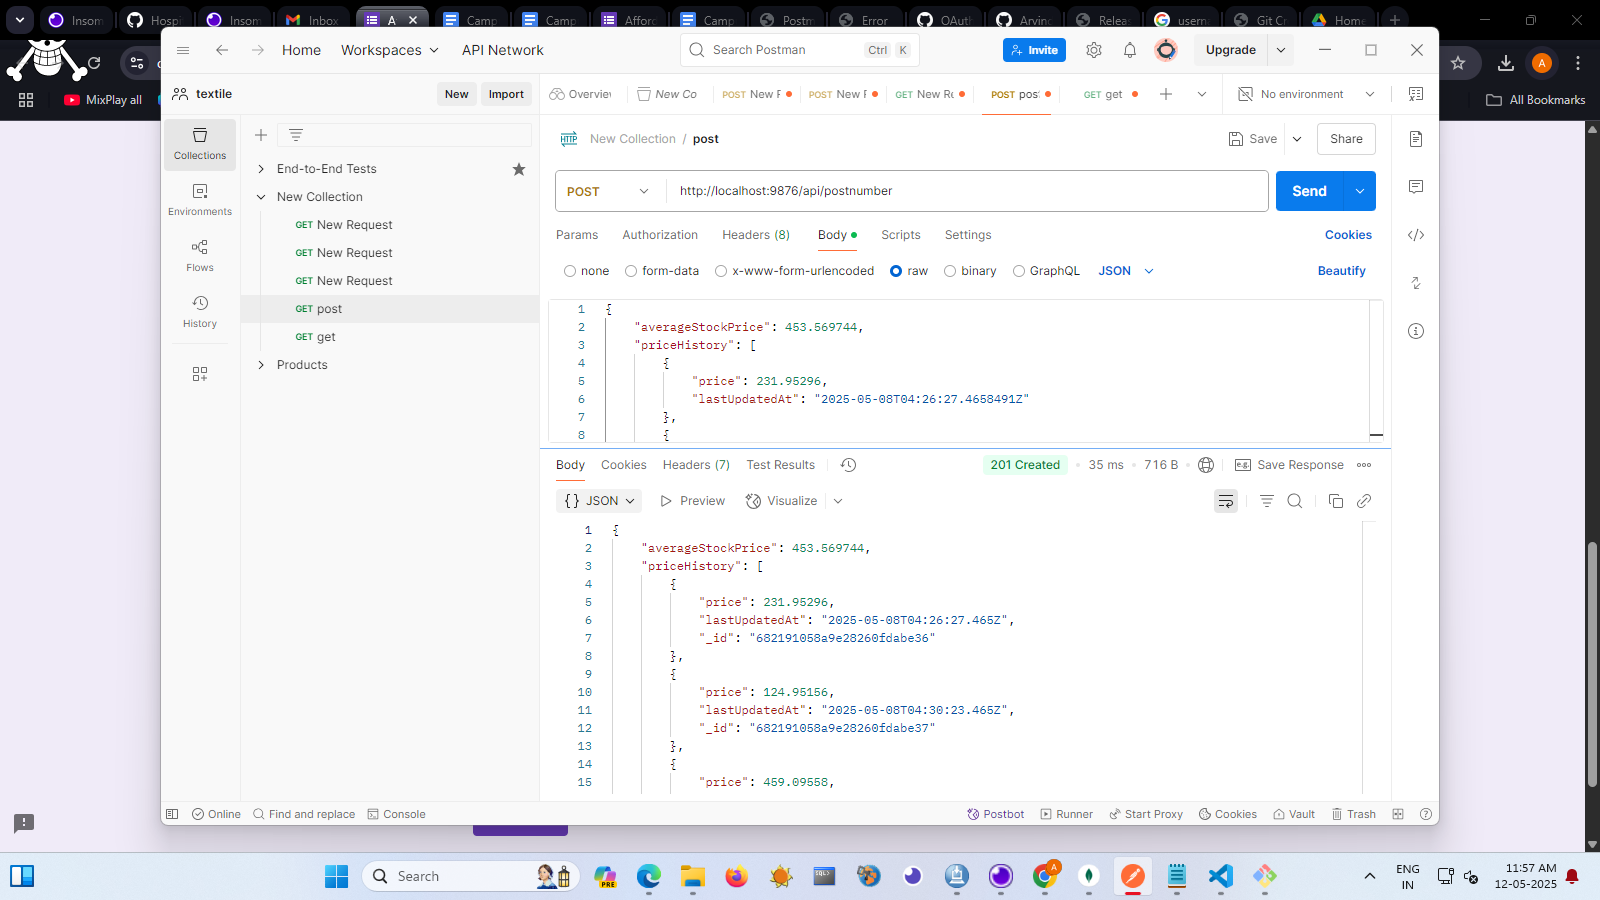 Insom
Hospi
Insom
Inbox
A
Camp
Camp
Afford
Camp
Postm
Error
OAut
Arvin
Relea
usern
Git Cr
Home
MixPlay all
All Bookmarks
A
Home
Workspaces
API Network
Search Postman
Ctrl
K
Invite
Upgrade
textile
New
Import
Overview
New Co
POST New F
POST New F
GET New Re
POST post
GET get
No environment
Collections
Environments
Flows
History
End-to-End Tests
New Collection
GET New Request
GET New Request
GET New Request
GET post
GET get
Products
HTTP
New Collection / post
Save
Share
POST
http://localhost:9876/api/postnumber
Send
Params
Authorization
Headers (8)
Body
Scripts
Settings
Cookies
none
form-data
x-www-form-urlencoded
raw
binary
GraphQL
JSON
Beautify
1 {
2 "averageStockPrice": 453.569744,
3 "priceHistory": [
4 {
5 "price": 231.95296,
6 "lastUpdatedAt": "2025-05-08T04:26:27.4658491Z"
7 },
8 {
Body
Cookies
Headers (7)
Test Results
201 Created
35 ms
716 B
e.g.
Save Response
{} JSON
Preview
Visualize
1 {
2 "averageStockPrice": 453.569744,
3 "priceHistory": [
4 {
5 "price": 231.95296,
6 "lastUpdatedAt": "2025-05-08T04:26:27.465Z",
7 "_id": "682191058a9e28260fdabe36"
8 },
9 {
10 "price": 124.95156,
11 "lastUpdatedAt": "2025-05-08T04:30:23.465Z",
12 "_id": "682191058a9e28260fdabe37"
13 },
14 {
15 "price": 459.09558,
Online
Find and replace
Console
Postbot
Runner
Start Proxy
Cookies
Vault
Trash
Search
PRE
SQL
A
ENG
IN
11:57 AM
12-05-2025